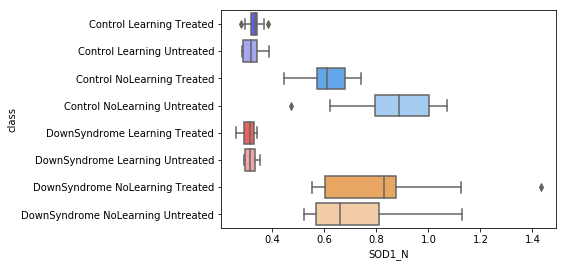 Control Learning Treated
Control Learning Untreated
Control NoLearning Treated
Control NoLearning Untreated
class
DownSyndrome Learning Treated
DownSyndrome Learning Untreated
DownSyndrome NoLearning Treated
DownSyndrome NoLearning Untreated
0.4 0.6 0.8 1.0 1.2 1.4
SOD1_N